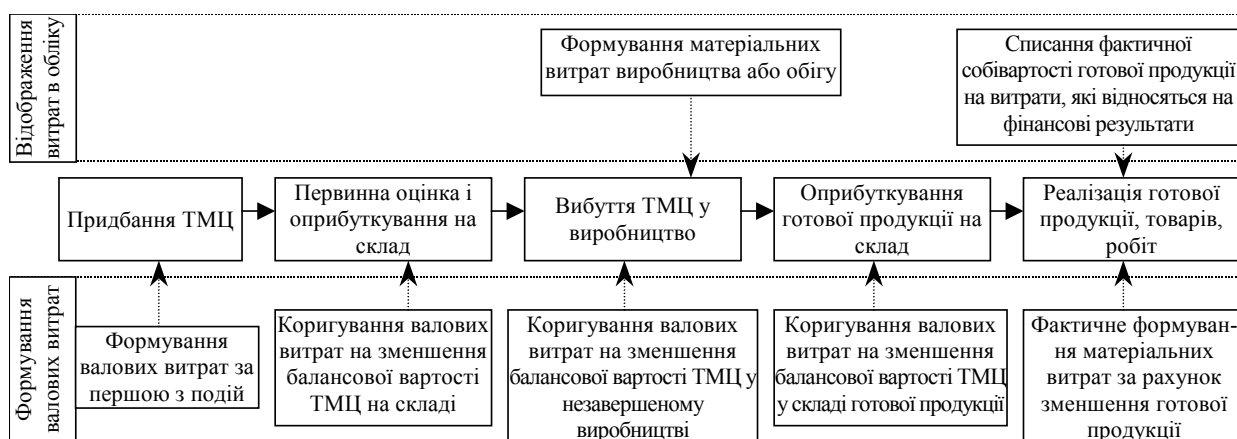 Відображення
витрат в обліку
Формування матеріальних
витрат виробництва або обігу
Списання фактичної
собівартості готової продукції
на витрати, які відносяться на
фінансові результати
Придбання ТМЦ
Первинна оцінка і
оприбуткування на
склад
Вибуття ТМЦ у
виробництво
Оприбуткування
готової продукції на
склад
Реалізація готової
продукції, товарів,
робіт
Формування
валових витрат
Формування
валових витрат за
першою з подій
Коригування валових
витрат на зменшення
балансової вартості
ТМЦ на складі
Коригування валових
витрат на зменшення
балансової вартості ТМЦ у
незавершеному
виробництві
Коригування валових
витрат на зменшення
балансової вартості ТМЦ
у складі готової продукції
Фактичне формуван-
ня матеріальних
витрат за рахунок
зменшення готової
продукції